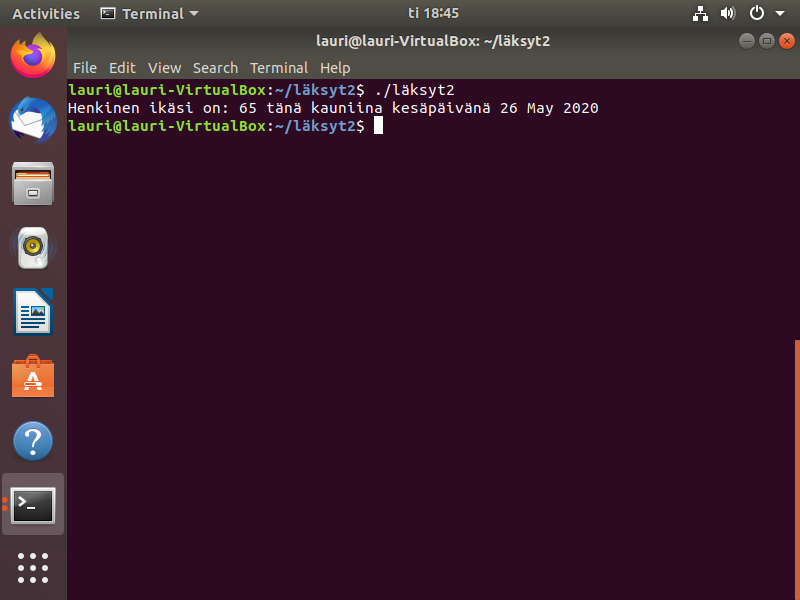 Activities Terminal ti 18:45
lauri@lauri-VirtualBox: ~/läksyt2
File Edit View Search Terminal Help
lauri@lauri-VirtualBox:~/läksyt2$ ./läksyt2
Henkinen ikäsi on: 65 tänä kauniina kesäpäivänä 26 May 2020
lauri@lauri-VirtualBox:~/läksyt2$